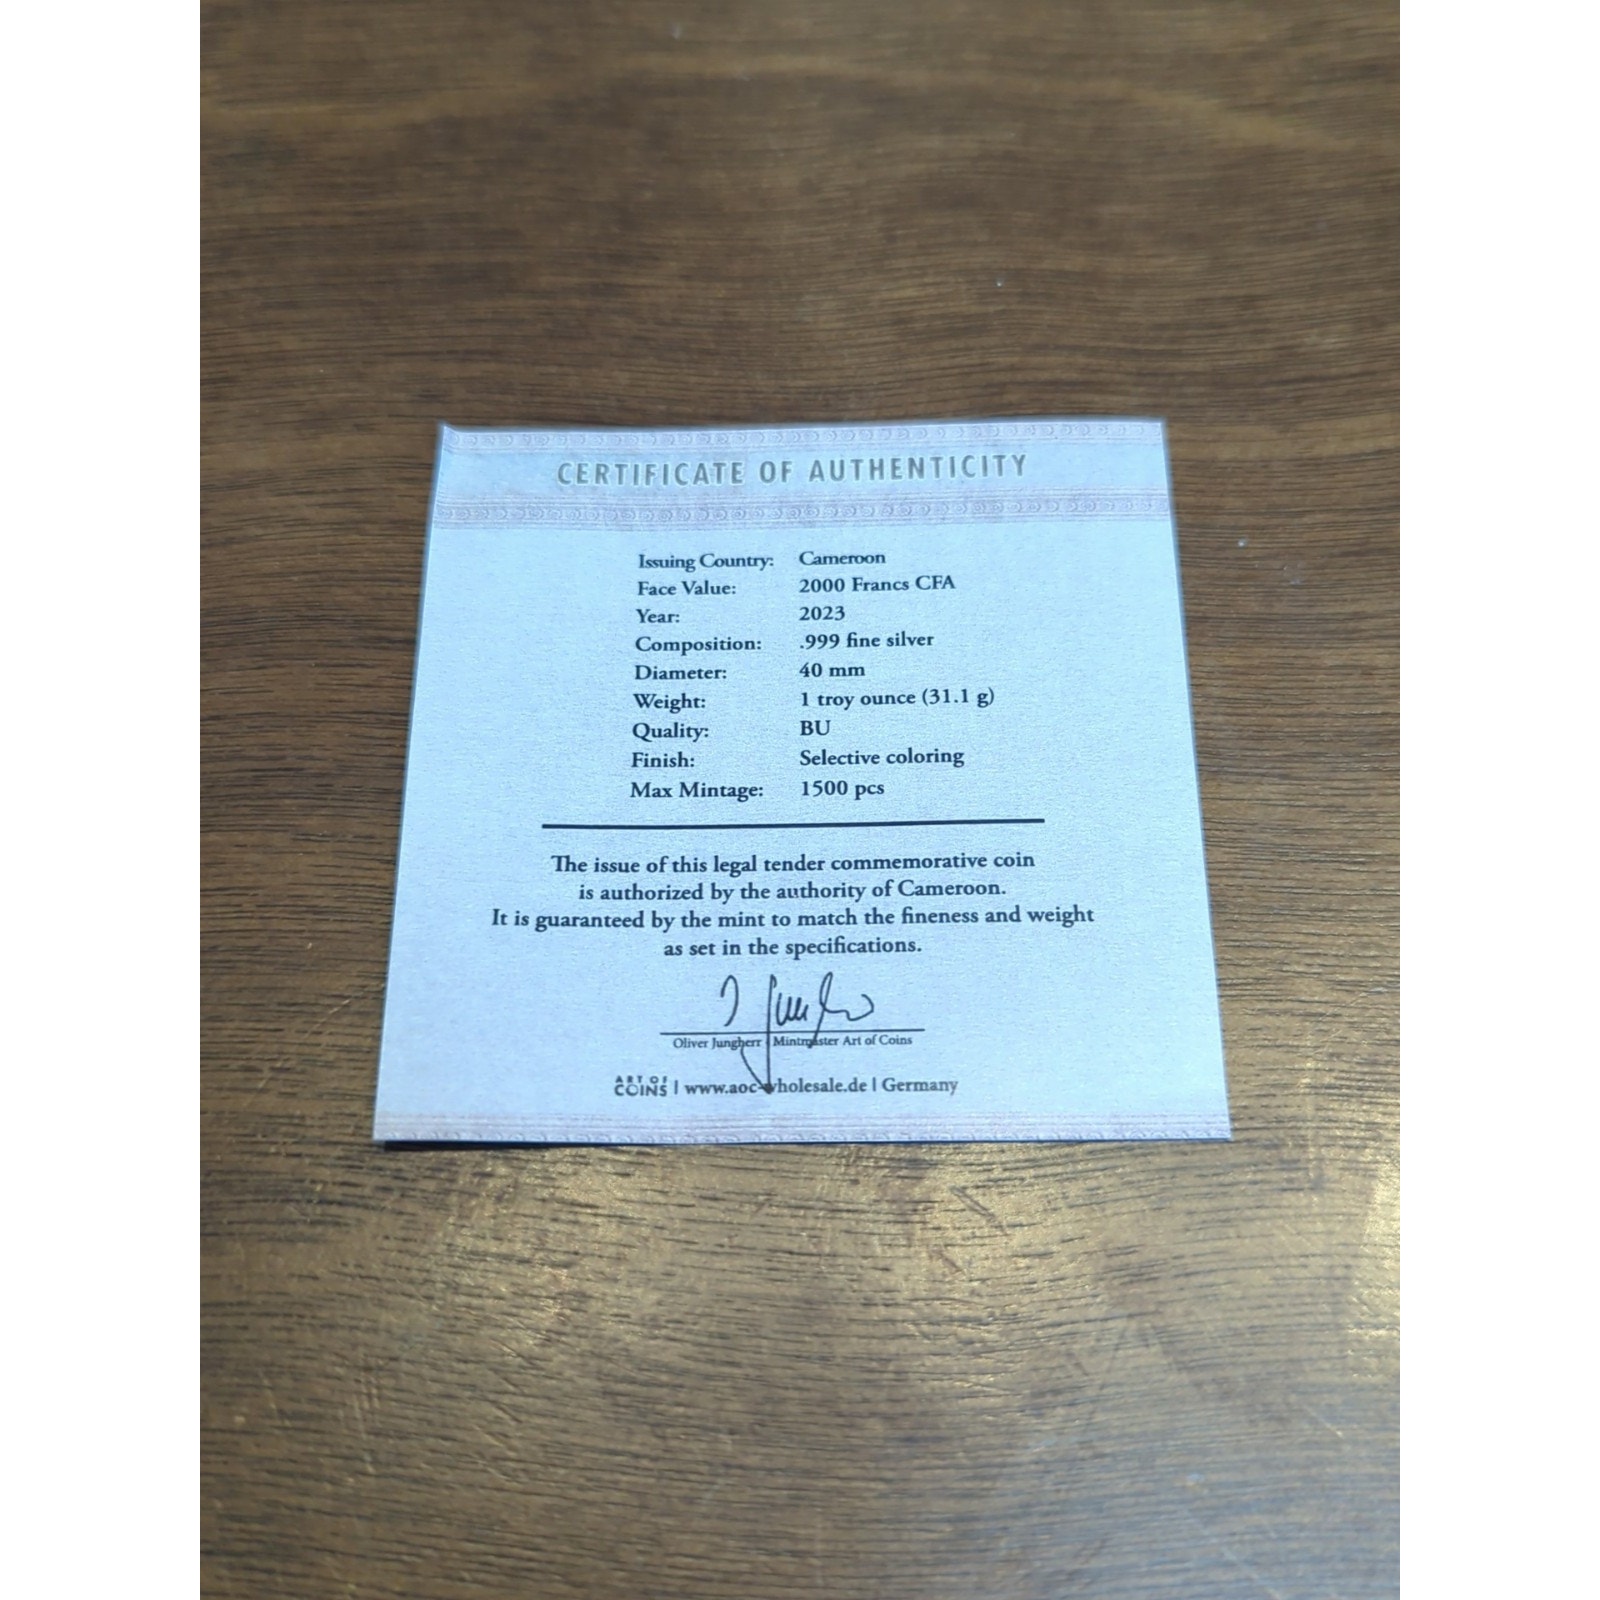 CERTIFICATE OF AUTHENTICITY
Issuing Country: Cameroon
Face Value: 2000 Francs CFA
Year: 2023
Composition: .999 fine silver
Diameter: 40 mm
Weight: 1 troy ounce (31.1 g)
Quality: BU
Finish: Selective coloring
Max Mintage: 1500 pcs
The issue of this legal tender commemorative coin
is authorized by the authority of Cameroon.
It is guaranteed by the mint to match the fineness and weight
as set in the specifications.
Oliver Jungherr | Mintmaster Art of Coins
ART OF COINS | www.aoc-wholesale.de | Germany